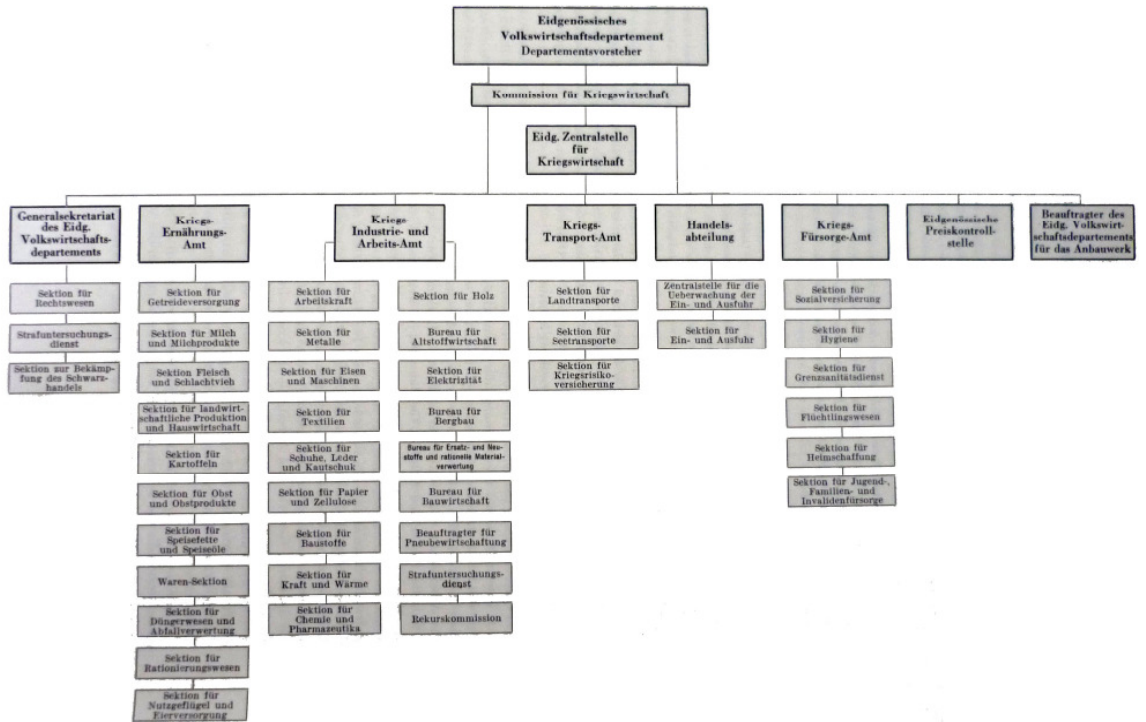 Eidgenössisches
Volkswirtschaftsdepartement
Departementsvorsteher
Kommission für Kriegswirtschaft
Eidg. Zentralstelle
für
Kriegswirtschaft
Generalsekretariat
des Eidg.
Volkswirtschafts-
departements
Sektion für
Rechtswesen
Strafuntersuchungs-
dienst
Sektion zur Bekämp-
fung des Schwarz-
handels
Kriegs-
Ernährungs-
Amt
Sektion für
Getreideversorgung
Sektion für Milch
und Milchprodukte
Sektion Fleisch
und Schlachtvieh
Sektion für landwirt-
schaftliche Produktion
und Hauswirtschaft
Sektion für
Kartoffeln
Sektion für Obst
und Obstprodukte
Sektion für
Speisefette
und Speiseöle
Waren-Sektion
Sektion für
Düngerwesen und
Abfallverwertung
Sektion für
Rationierungswesen
Sektion für
Nutzgeflügel und
Eierversorgung
Kriegs-
Industrie- und
Arbeits-Amt
Sektion für
Arbeitskraft
Sektion für
Metalle
Sektion für Eisen
und Maschinen
Sektion für
Textilien
Sektion für
Schuhe, Leder
und Kautschuk
Sektion für Papier
und Zellulose
Sektion für
Baustoffe
Sektion für
Kraft und Wärme
Sektion für
Chemie und
Pharmazeutika
Sektion für Holz
Bureau für
Altstoffwirtschaft
Sektion für
Elektrizität
Bureau für
Bergbau
Bureau für Ersatz- und Neu-
stoffe und rationelle Material-
verwertung
Bureau für
Bauwirtschaft
Beauftragter für
Pneubewirtschaftung
Strafuntersuchungs-
dienst
Rekurskommission
Kriegs-
Transport-Amt
Sektion für
Landtransporte
Sektion für
Seetransporte
Sektion für
Kriegsrisiko-
versicherung
Handels-
abteilung
Zentralstelle für die
Ueberwachung der
Ein- und Ausfuhr
Sektion für
Ein- und Ausfuhr
Kriegs-
Fürsorge-Amt
Sektion für
Sozialversicherung
Sektion für
Hygiene
Sektion für
Grenzsanitätsdienst
Sektion für
Flüchtlingswesen
Sektion für
Heimschaffung
Sektion für Jugend-,
Familien- und
Invalidenfürsorge
Eidgenössische
Preiskontroll-
stelle
Beauftragter des
Eidg. Volkswirt-
schaftsdepartements
für das Anbauwerk